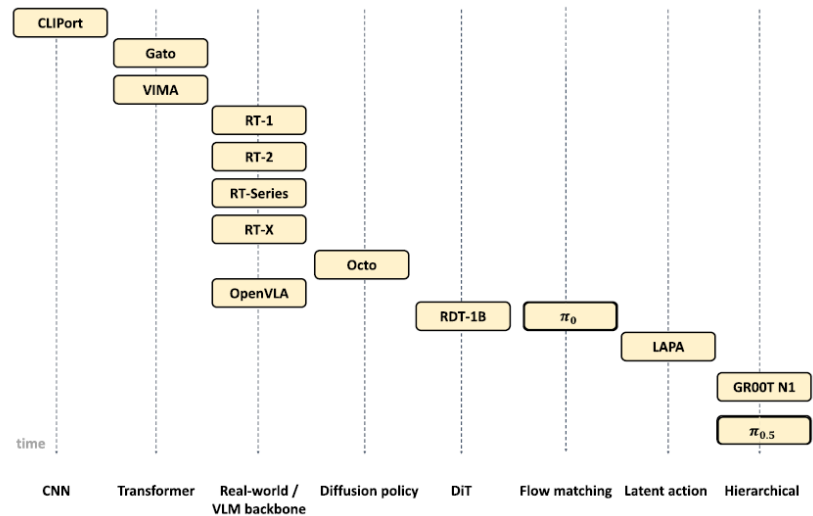 CLIPort
Gato
VIMA
RT-1
RT-2
RT-Series
RT-X
Octo
OpenVLA
RDT-1B
π₀
LAPA
GR00T N1
π₀.₅
time
CNN
Transformer
Real-world /
VLM backbone
Diffusion policy
DiT
Flow matching
Latent action
Hierarchical